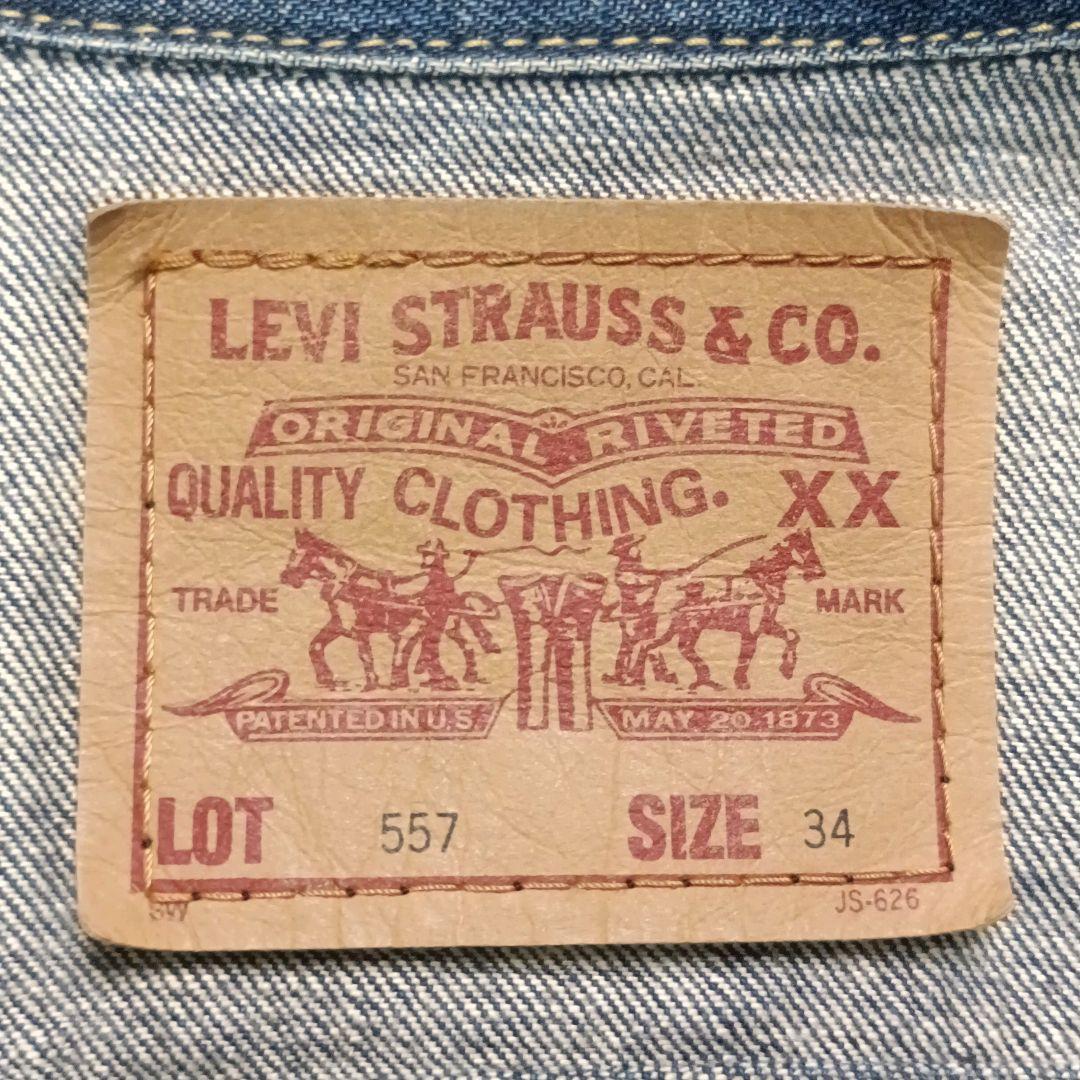 LEVI STRAUSS & CO.
SAN FRANCISCO, CAL.
ORIGINAL RIVETED
QUALITY CLOTHING. XX
TRADE MARK
PATENTED IN U.S. MAY 20 1873
LOT 557 SIZE 34
SW JS-626